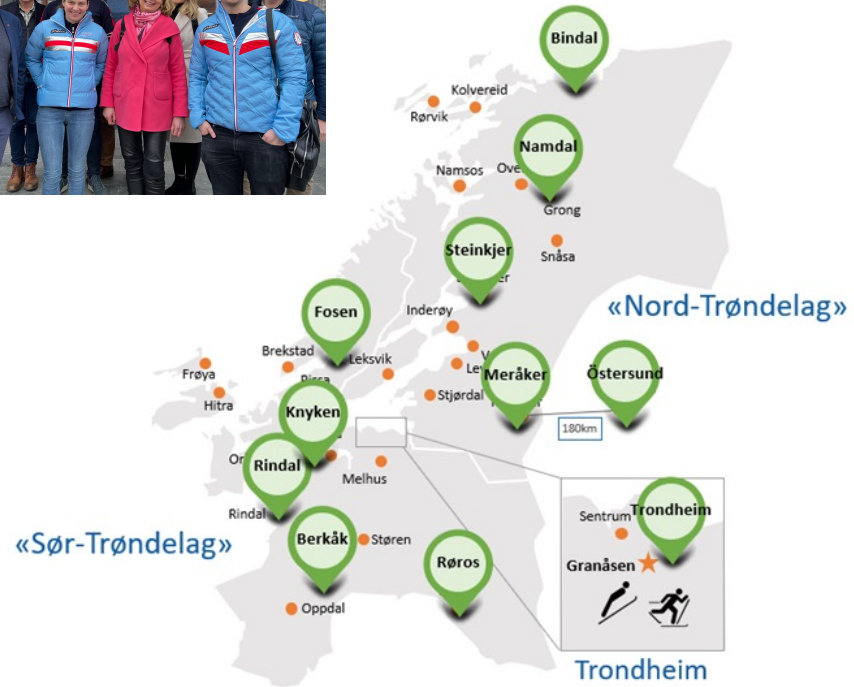 Bindal
Kolvereid
Rørvik
Namdal
Namsos
Grong
Steinkjer
Snåsa
«Nord-Trøndelag»
Fosen
Inderøy
Brekstad
Leksvik
Frøya
Meråker
Östersund
Hitra
Stjørdal
Knyken
180km
Rindal
Melhus
Rindal
Sentrum
Trondheim
«Sør-Trøndelag»
Berkåk
Støren
Røros
Granåsen
Oppdal
Trondheim